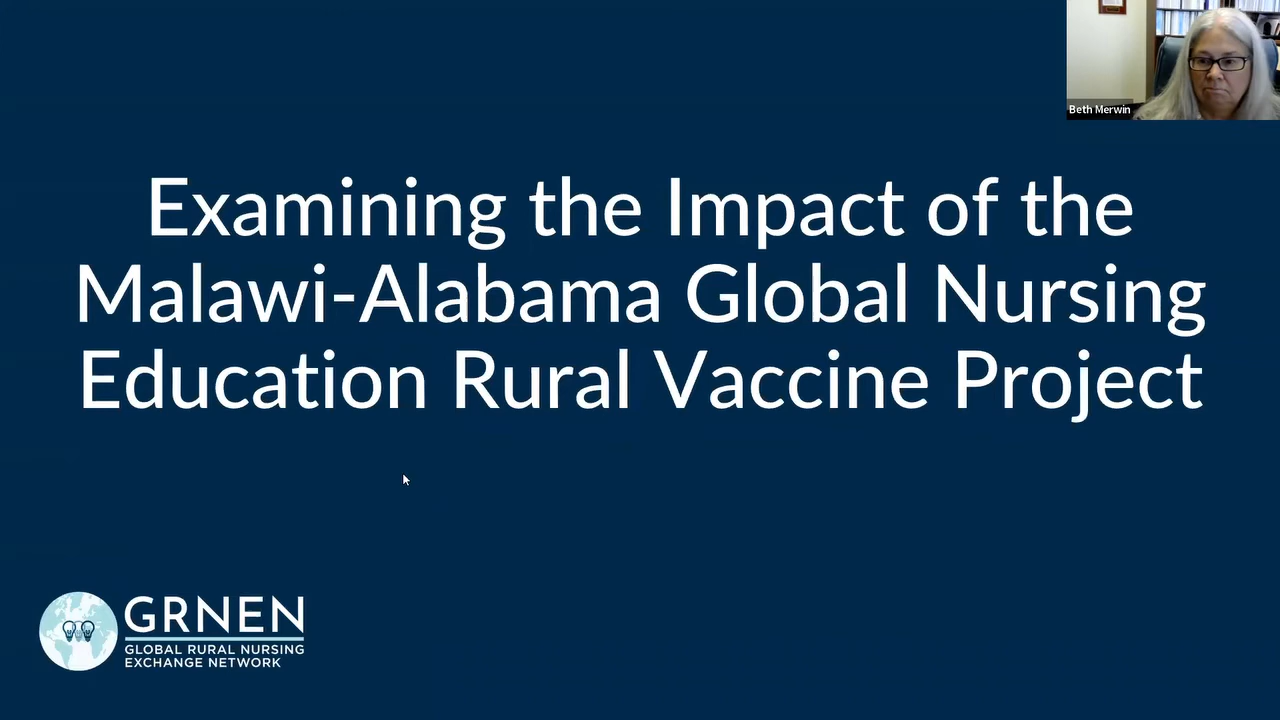 Beth Merwin
Examining the Impact of the
Malawi-Alabama Global Nursing
Education Rural Vaccine Project
GRNEN
GLOBAL RURAL NURSING
EXCHANGE NETWORK